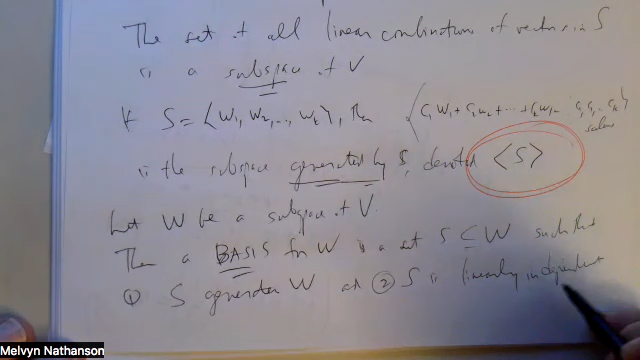 The set of all linear combinations of vectors in S
is a subspace of V
If S = {w₁, w₂, ..., wₖ}, then {c₁w₁ + c₂w₂ + ... + cₖwₖ : c₁, c₂, ... cₖ
scalars}
is the subspace generated by S, denoted <S>
Let W be a subspace of V.
Then a BASIS for W is a set S ⊆ W such that
① S generates W and ② S is linearly independent
Melvyn Nathanson